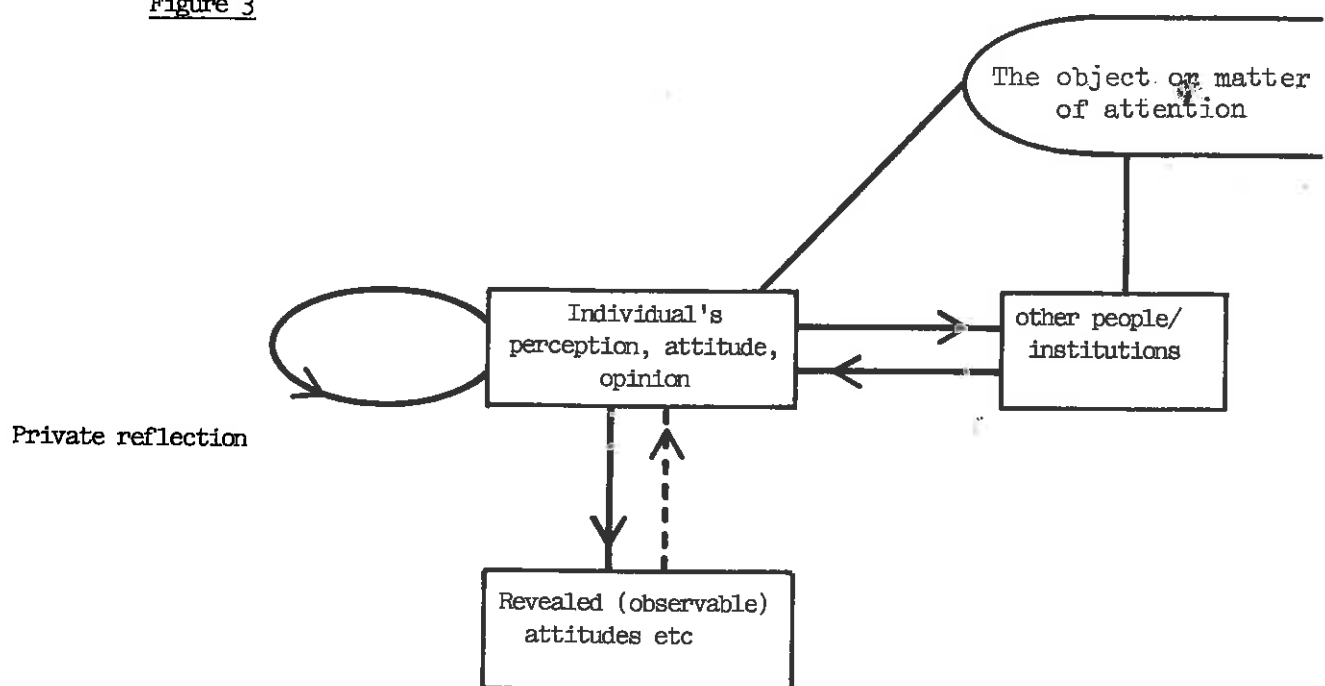 Figure 3
The object or matter
of attention
Individual's
perception, attitude,
opinion
other people/
institutions
Private reflection
Revealed (observable)
attitudes etc